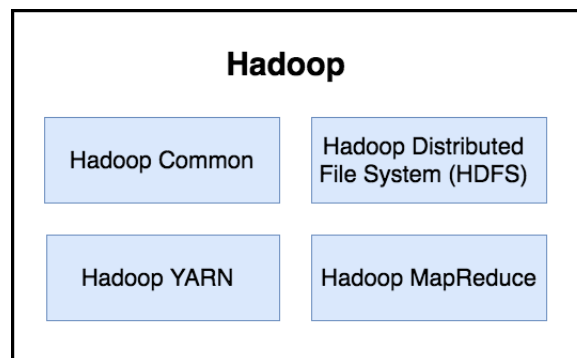 Hadoop
Hadoop Common
Hadoop Distributed
File System (HDFS)
Hadoop YARN
Hadoop MapReduce